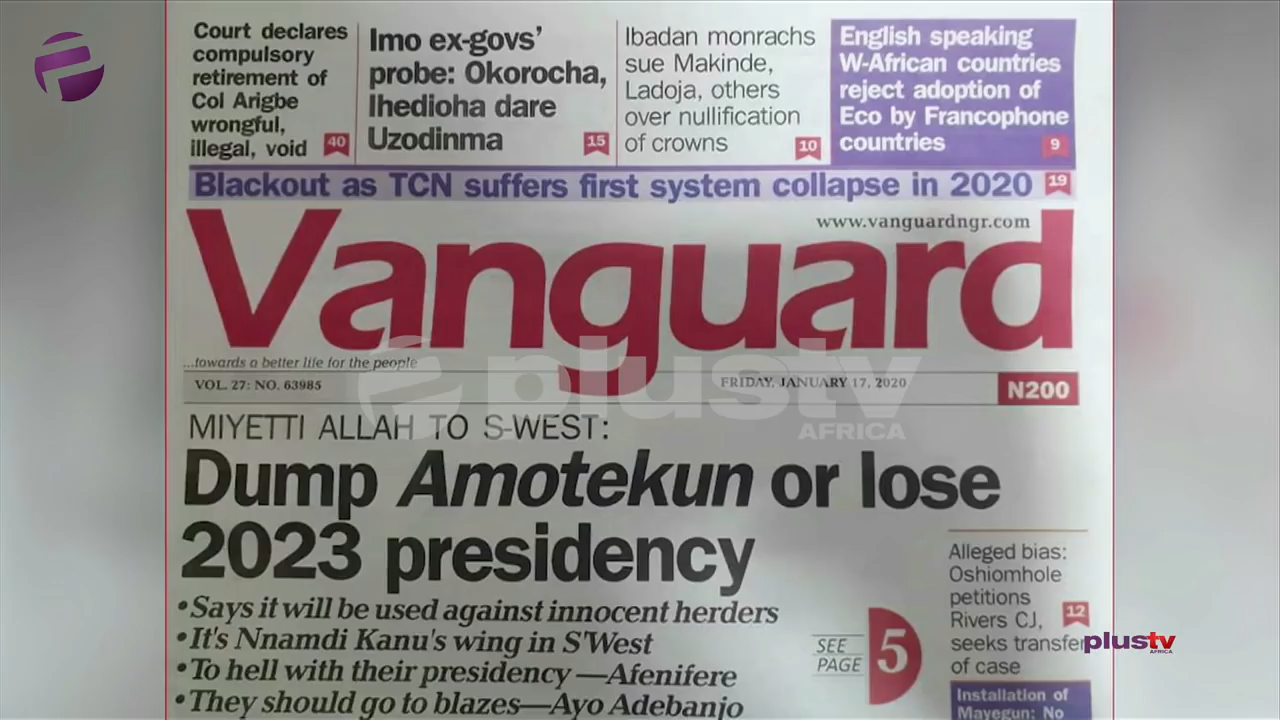 Court declares
compulsory
retirement of
Col Arigbe
wrongful,
illegal, void
40
Imo ex-govs'
probe: Okorocha,
Ihedioha dare
Uzodinma
15
Ibadan monrachs
sue Makinde,
Ladoja, others
over nullification
of crowns
10
English speaking
W-African countries
reject adoption of
Eco by Francophone
countries
9
Blackout as TCN suffers first system collapse in 2020 19
www.vanguardngr.com
Vanguard
...towards a better life for the people
VOL. 27: NO. 63985
FRIDAY, JANUARY 17, 2020
N200
plustv
AFRICA
MIYETTI ALLAH TO S-WEST:
Dump Amotekun or lose
2023 presidency
•Says it will be used against innocent herders
•It's Nnamdi Kanu's wing in S'West
•To hell with their presidency —Afenifere
•They should go to blazes—Ayo Adebanjo
SEE
PAGE
5
Alleged bias:
Oshiomhole
petitions
Rivers CJ,
seeks transfer
of case
12
plustv
AFRICA
Installation of
Mayegun: No